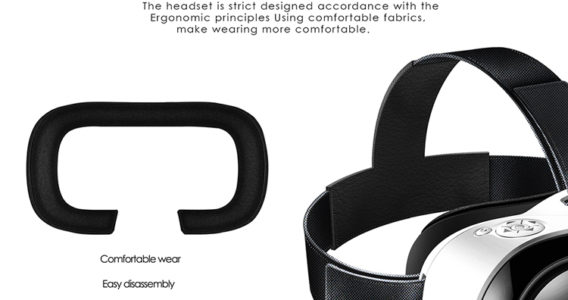 The headset is strict designed accordance with the
Ergonomic principles Using comfortable fabrics,
make wearing more comfortable.
Comfortable wear
Easy disassembly